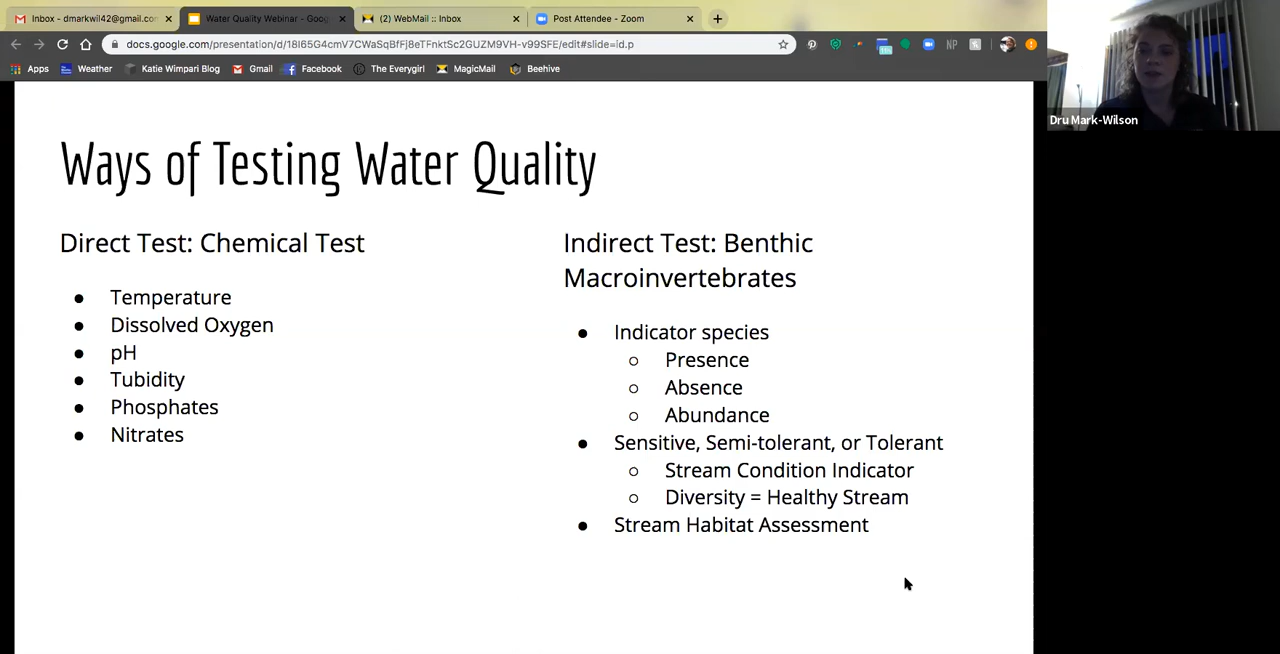 Inbox - dmarkwil42@gmail.co
Water Quality Webinar - Goo
(2) WebMail :: Inbox
Post Attendee - Zoom
docs.google.com/presentation/d/18I65G4cmV7CWaSqBfFj8eTFnktSc2GUZM9VH-v99SFE/edit#slide=id.p
NP
Apps
Weather
Katie Wimpari Blog
Gmail
Facebook
The Everygirl
MagicMail
Beehive
Dru Mark-Wilson
Ways of Testing Water Quality
Direct Test: Chemical Test
● Temperature
● Dissolved Oxygen
● pH
● Tubidity
● Phosphates
● Nitrates
Indirect Test: Benthic
Macroinvertebrates
● Indicator species
○ Presence
○ Absence
○ Abundance
● Sensitive, Semi-tolerant, or Tolerant
○ Stream Condition Indicator
○ Diversity = Healthy Stream
● Stream Habitat Assessment